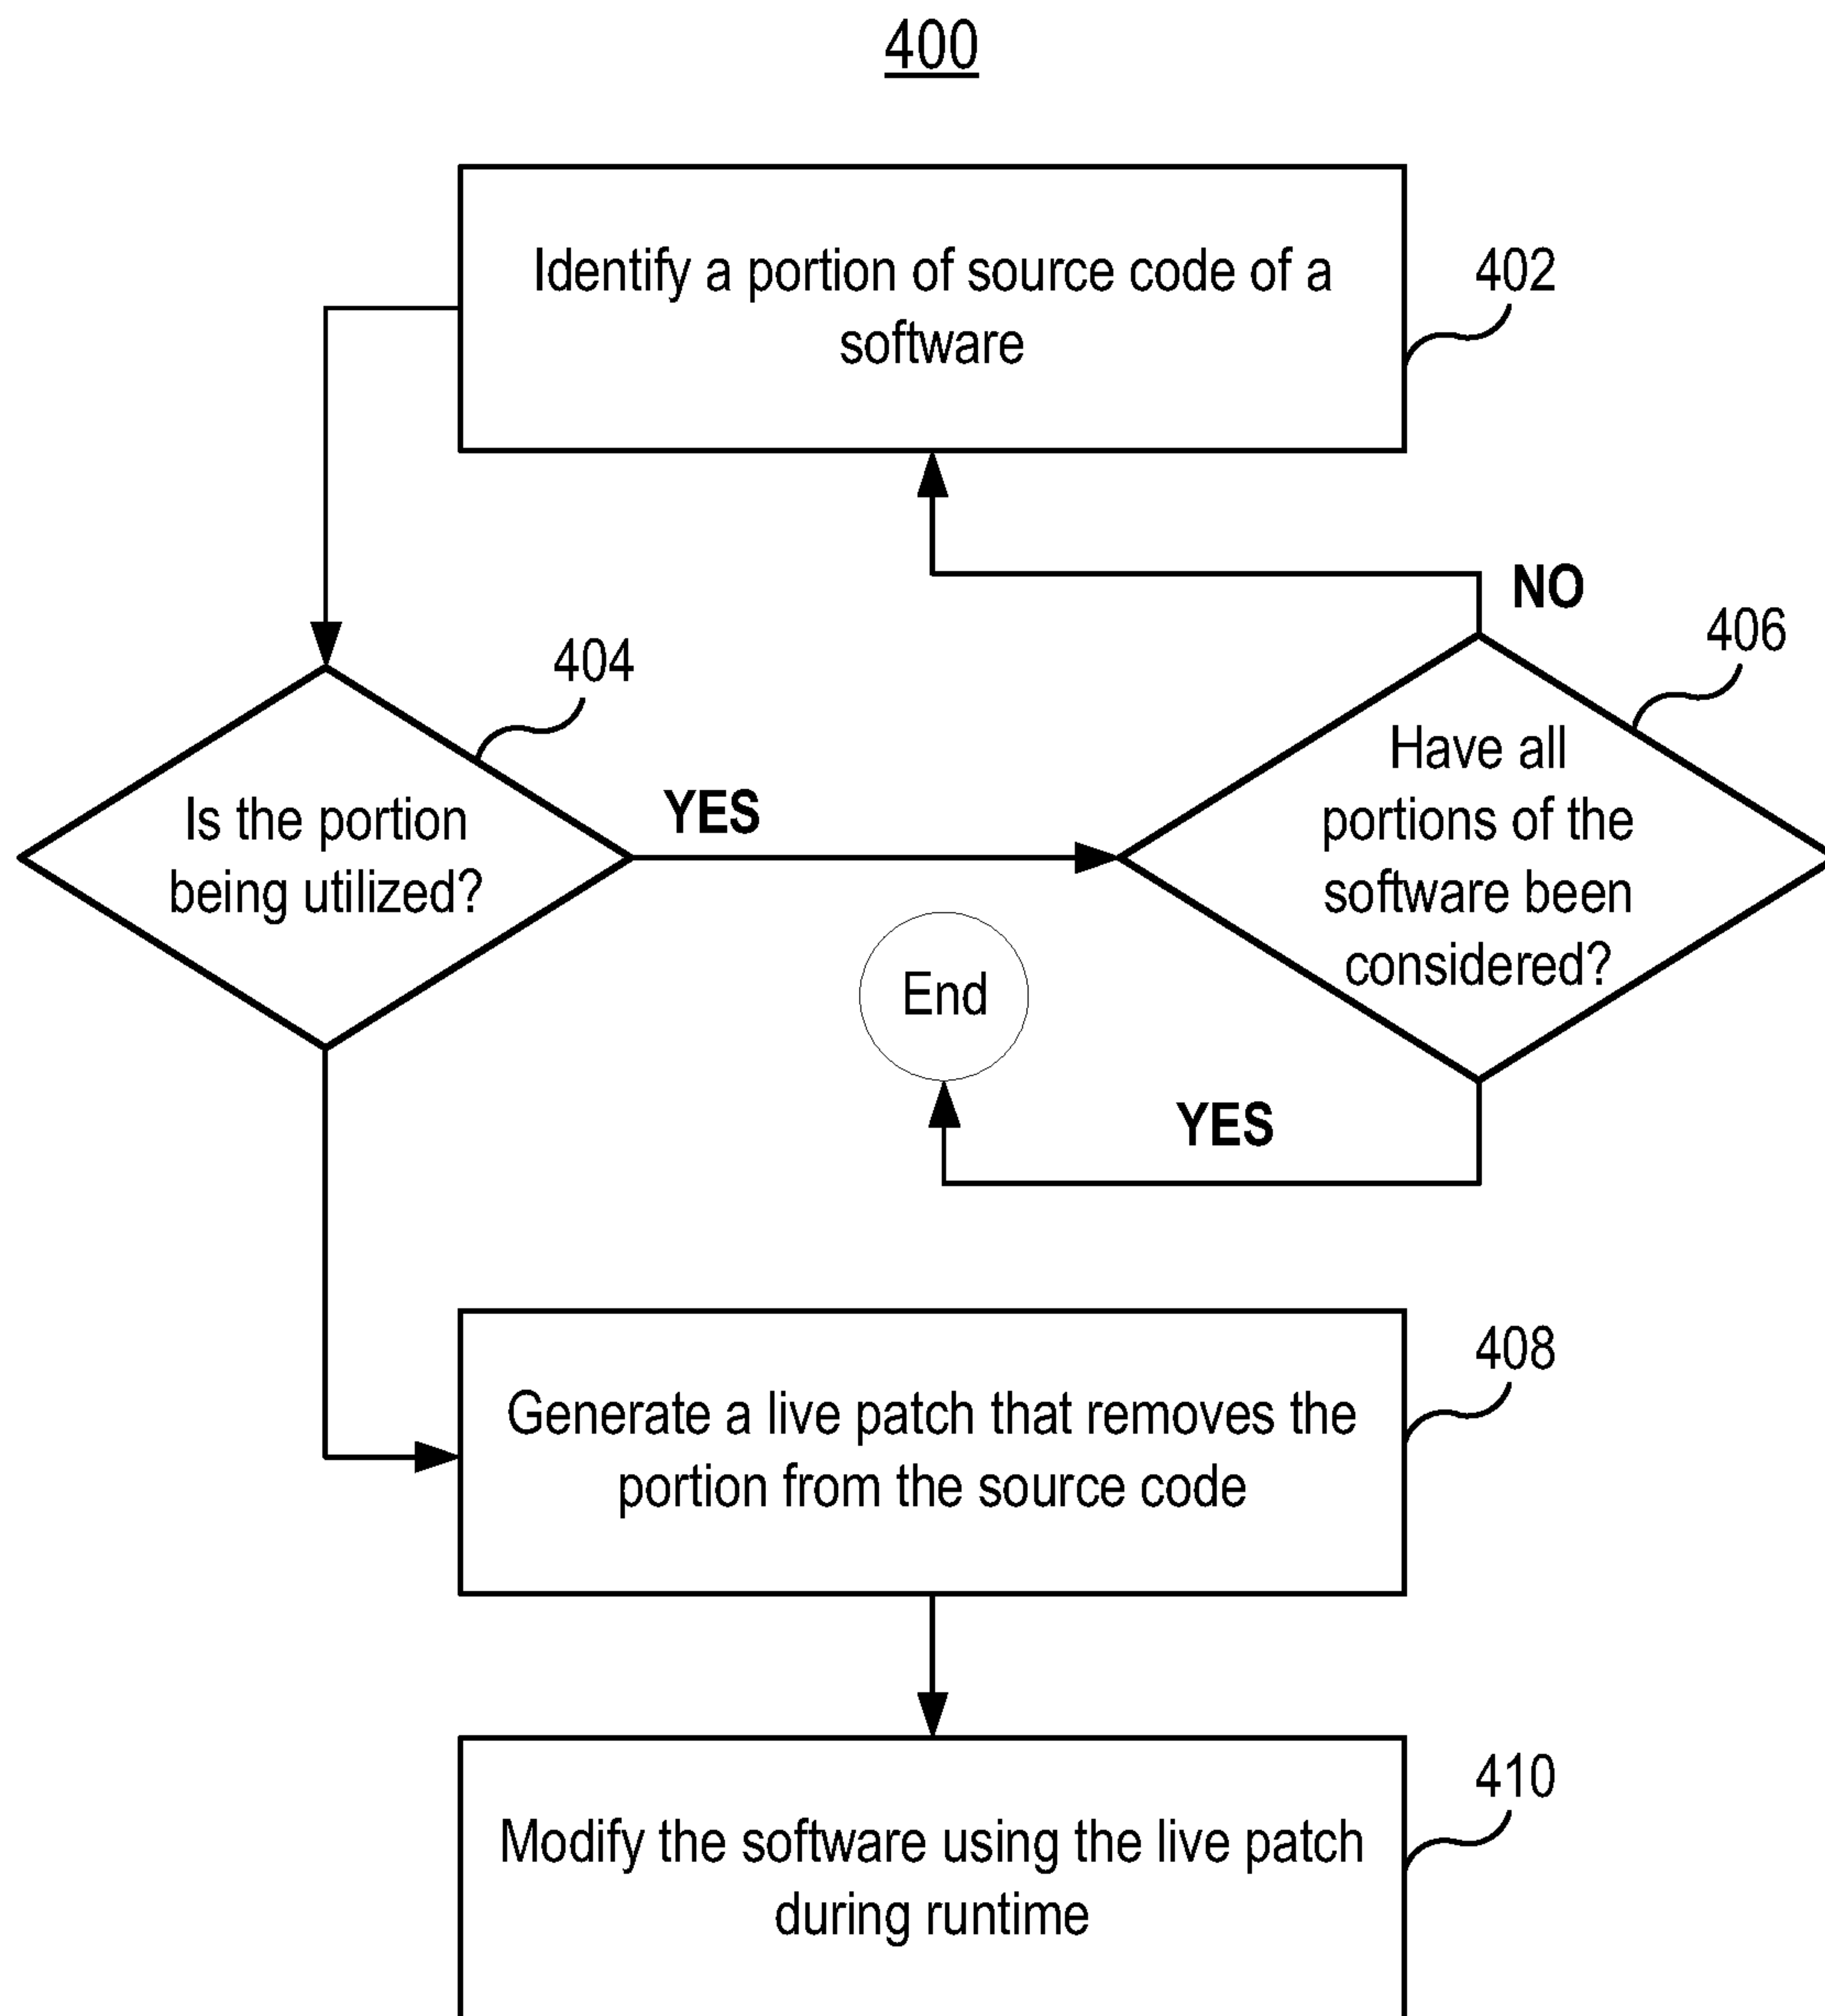 400
Identify a portion of source code of a
software
402
NO
406
404
Have all
portions of the
software been
considered?
Is the portion
being utilized?
YES
End
YES
408
Generate a live patch that removes the
portion from the source code
410
Modify the software using the live patch
during runtime